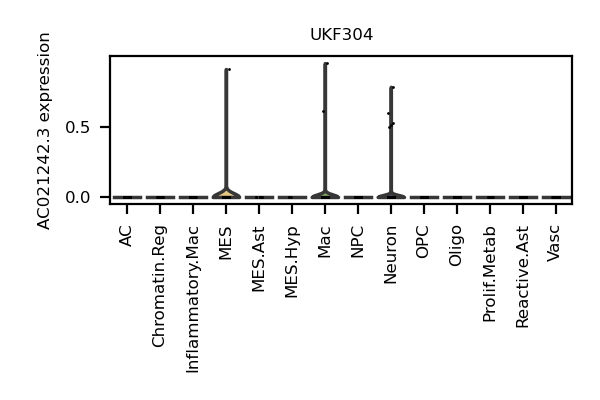 UKF304
AC021242.3 expression
0.5
0.0
AC
Chromatin.Reg
Inflammatory.Mac
MES
MES.Ast
MES.Hyp
Mac
NPC
Neuron
OPC
Oligo
Prolif.Metab
Reactive.Ast
Vasc